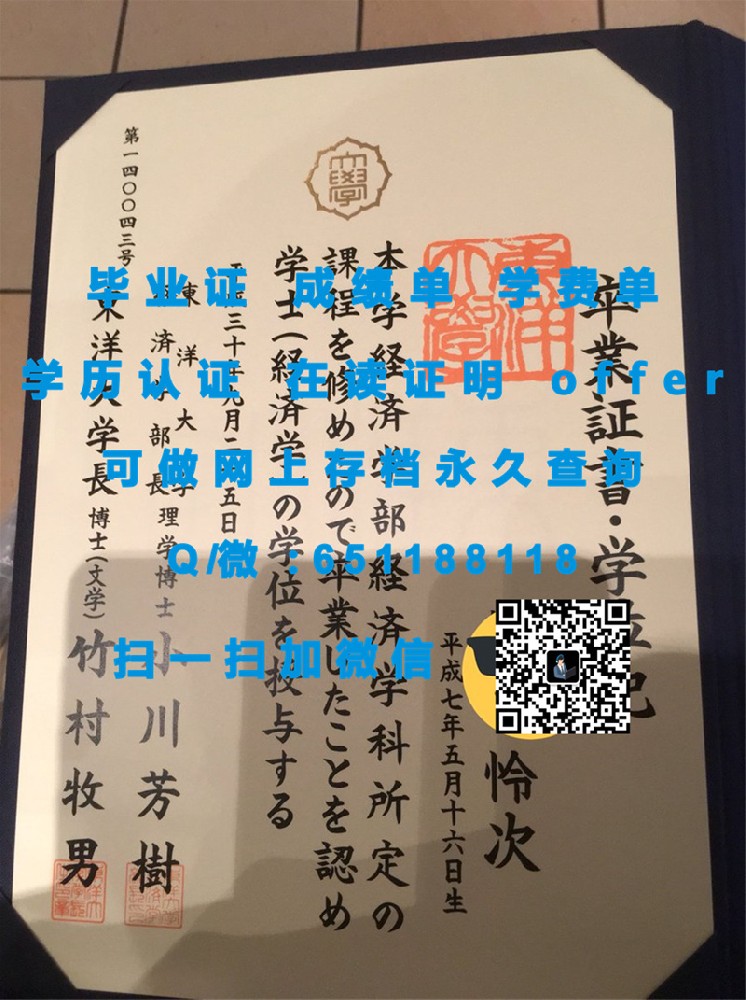 毕业证 成绩单 学费单
学历认证 在读证明 offer
可做网上存档永久查询
Q/微:651188118
扫一扫加微信
大學
卒業証書・学位記
怜次
平成七年五月十六日生
本学経済学部経済学科所定の
課程を修めたので卒業したことを認め
学士(経済学)の学位を授与する
東洋大学
経済学部長 理学博士 小川芳樹
東洋大学長 博士(文学) 竹村牧男
第一四〇〇四三号